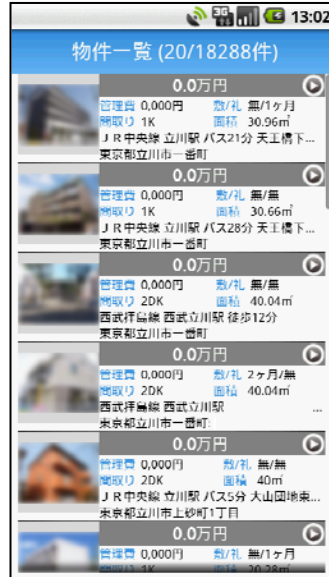 3G 13:02
物件一覧 (20/18288件)
0.0万円
管理費 0,000円 敷/礼 無/1ヶ月
間取り 1K 面積 30.96㎡
ＪＲ中央線 立川駅 バス21分 天王橋下...
東京都立川市一番町
0.0万円
管理費 0,000円 敷/礼 無/無
間取り 1K 面積 30.66㎡
ＪＲ中央線 立川駅 バス28分 天王橋下...
東京都立川市一番町
0.0万円
管理費 0,000円 敷/礼 無/無
間取り 2DK 面積 40.04㎡
西武拝島線 西武立川駅 徒歩12分
東京都立川市一番町
0.0万円
管理費 0,000円 敷/礼 2ヶ月/無
間取り 2DK 面積 40.04㎡
西武拝島線 西武立川駅 ...
東京都立川市一番町
0.0万円
管理費 0,000円 敷/礼 無/無
間取り 2DK 面積 40㎡
ＪＲ中央線 立川駅 バス5分 大山団地東...
東京都立川市上砂町1丁目
0.0万円
管理費 0,000円 敷/礼 無/1ヶ月
間取り 1K 面積 20.28㎡